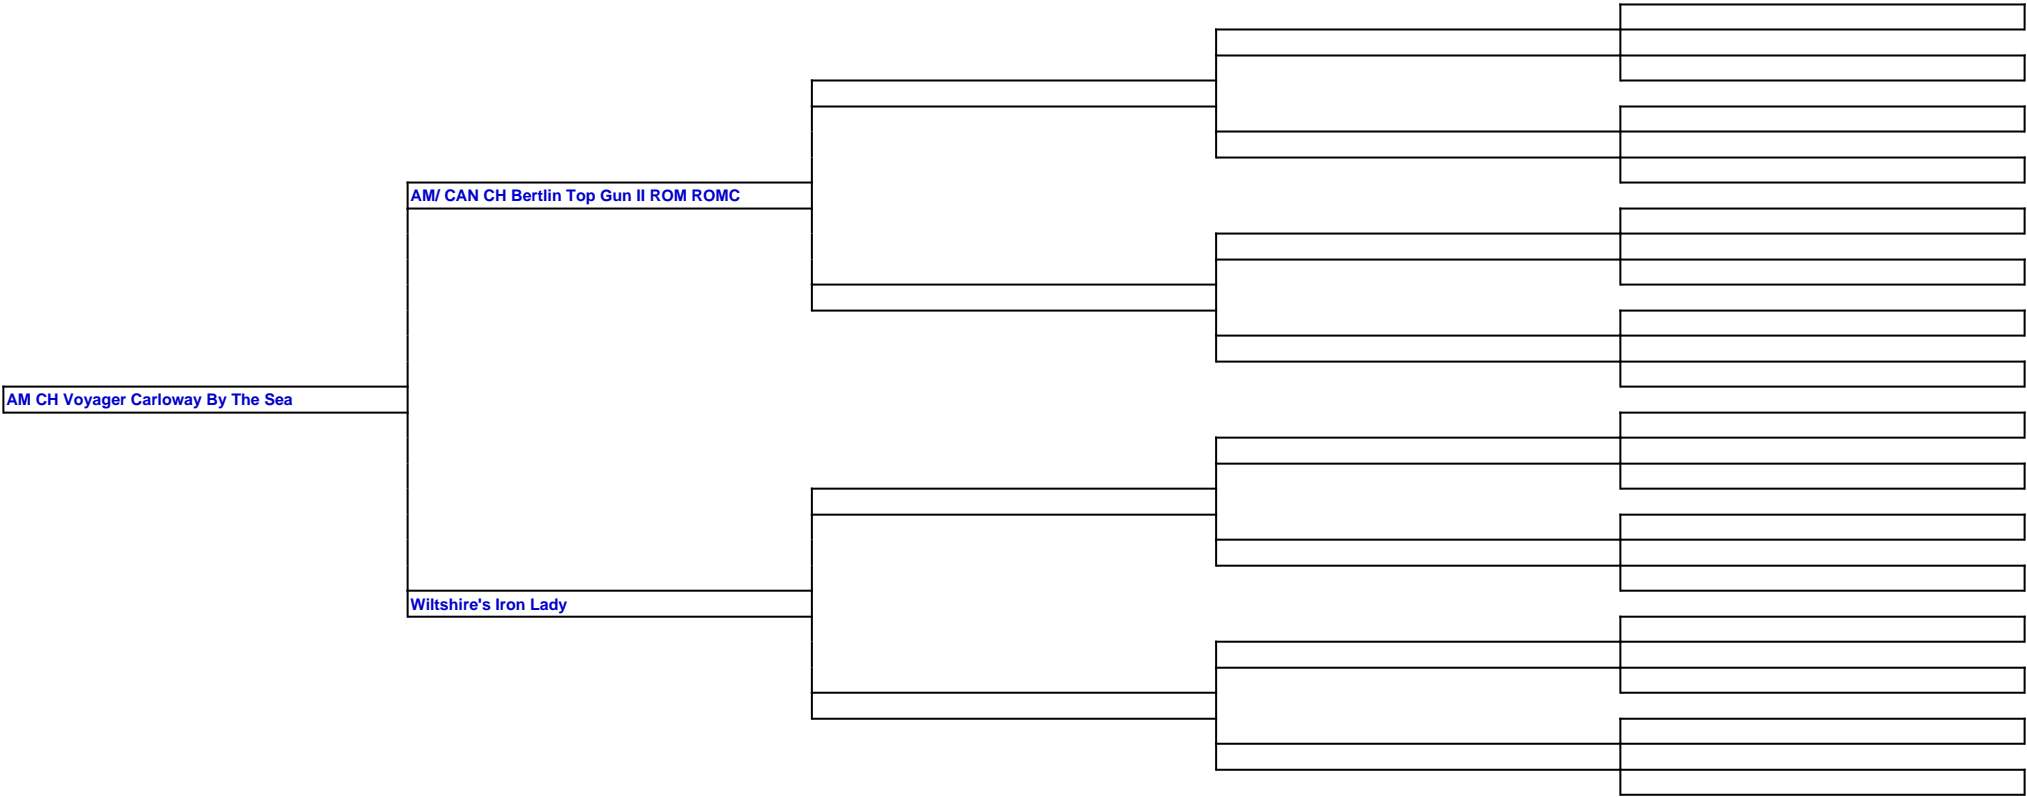 AM/ CAN CH Bertlin Top Gun II ROM ROMC
AM CH Voyager Carloway By The Sea
Wiltshire's Iron Lady